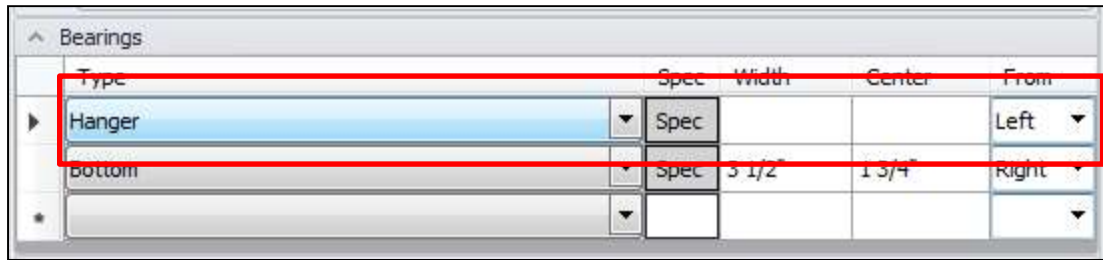 Bearings
Type Spec Width Center From
Hanger Spec Left
Bottom Spec 3 1/2" 1 3/4" Right
*